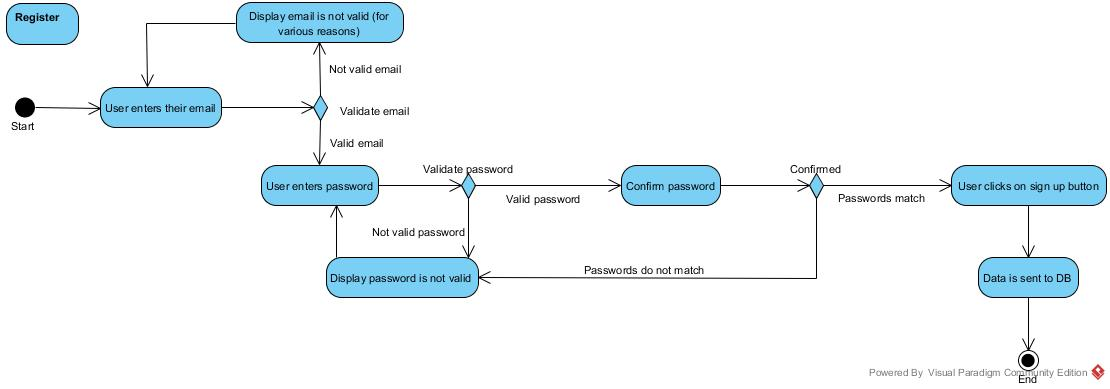 Register
Display email is not valid (for
various reasons)
Not valid email
User enters their email
Validate email
Start
Valid email
Validate password
Confirmed
User enters password
Confirm password
User clicks on sign up button
Valid password
Passwords match
Not valid password
Display password is not valid
Passwords do not match
Data is sent to DB
Powered By Visual Paradigm Community Edition
End